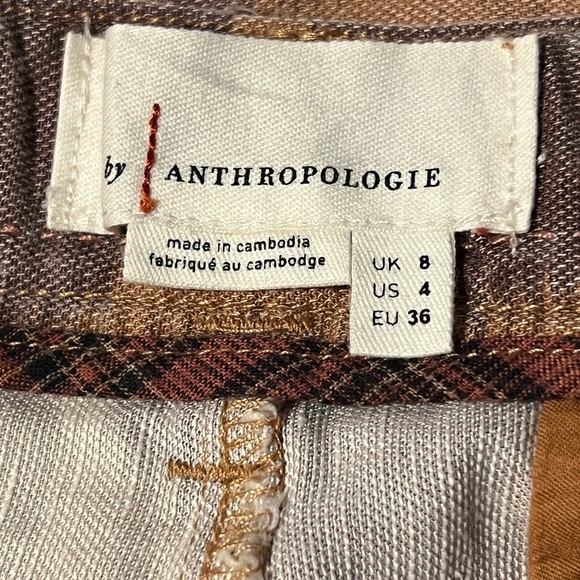 by ANTHROPOLOGIE
made in cambodia
fabriqué au cambodge
UK 8
US 4
EU 36